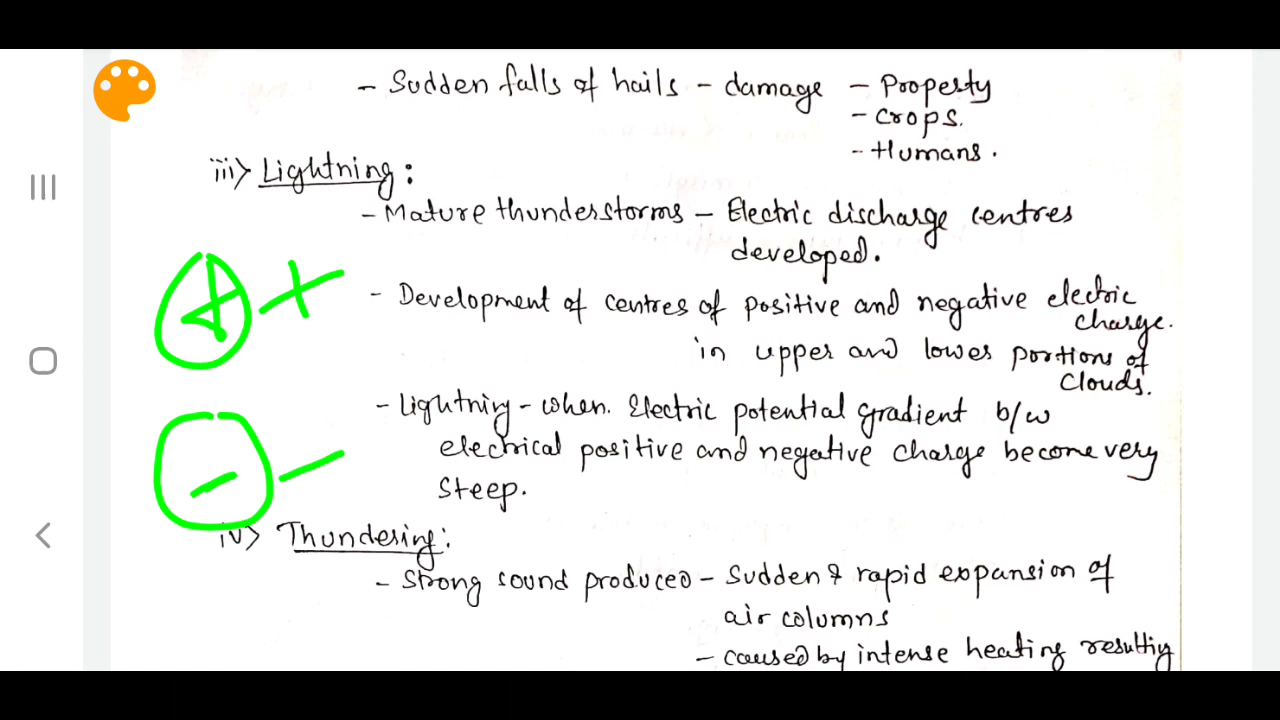 - Sudden falls of hails - damage - Property
- Crops.
- Humans.
iii> Lightning:
- Mature thunderstorms - Electric discharge centres
developed.
- Development of centres of positive and negative electric
charge.
in upper and lower portions of
clouds.
- Lightning - when. Electric potential gradient b/w
electrical positive and negative charge become very
steep.
iv> Thundering:
- Strong sound produced - Sudden & rapid expansion of
air columns
- caused by intense heating resulting
+ +
- -